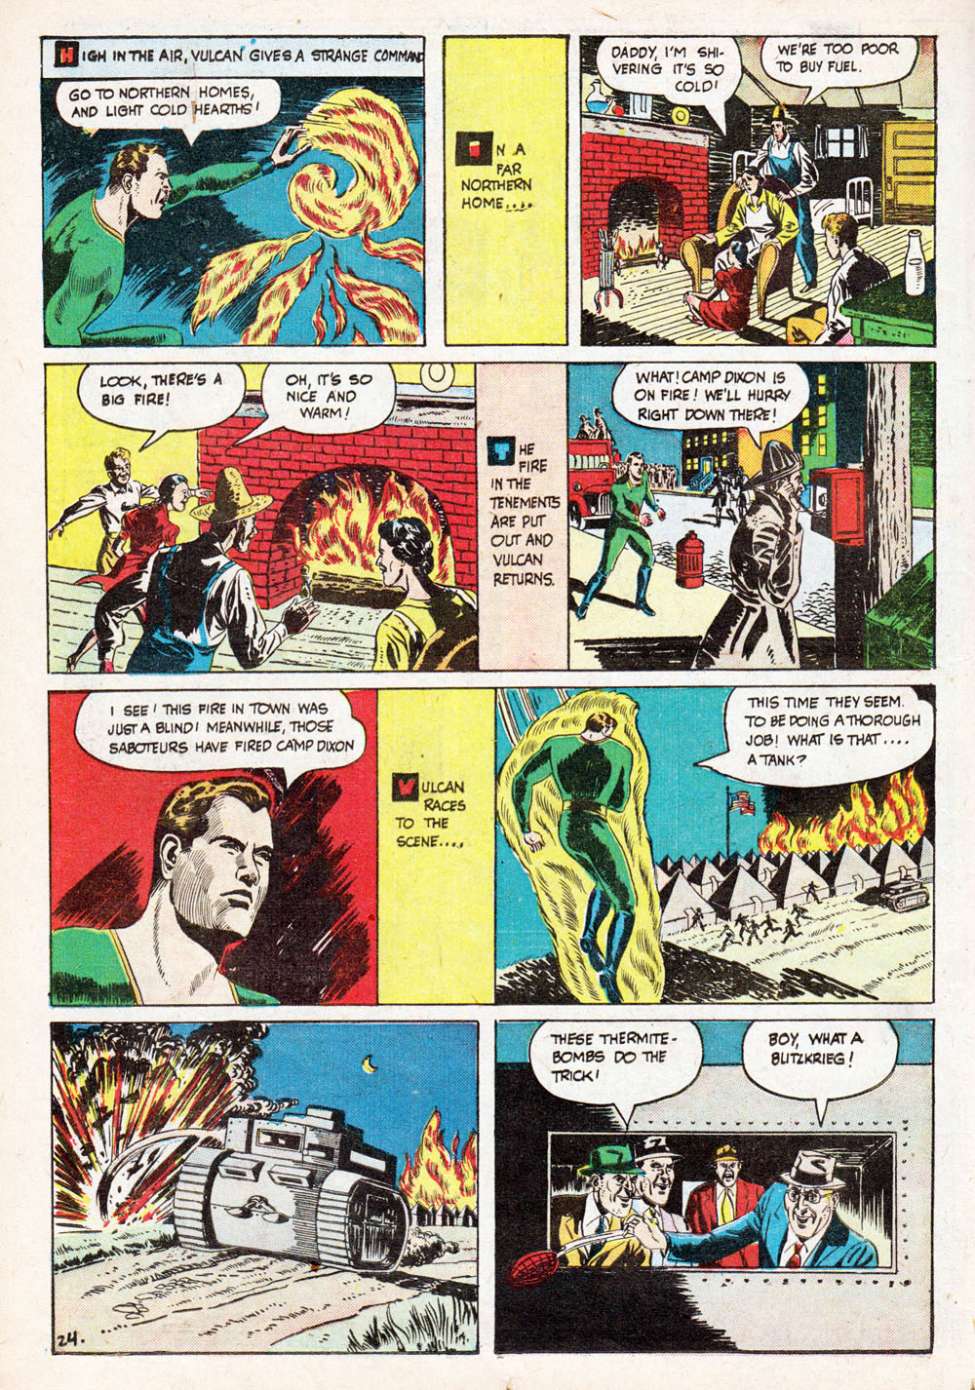 HIGH IN THE AIR, VULCAN GIVES A STRANGE COMMAND
GO TO NORTHERN HOMES,
AND LIGHT COLD HEARTHS!
IN A
FAR
NORTHERN
HOME....
DADDY, I'M SHI-
VERING IT'S SO
COLD!
WE'RE TOO POOR
TO BUY FUEL.
LOOK, THERE'S A
BIG FIRE!
OH, IT'S SO
NICE AND
WARM!
THE
FIRE
IN THE
TENEMENTS
ARE PUT
OUT AND
VULCAN
RETURNS.
WHAT! CAMP DIXON IS
ON FIRE! WE'LL HURRY
RIGHT DOWN THERE!
I SEE! THIS FIRE IN TOWN WAS
JUST A BLIND! MEANWHILE, THOSE
SABOTEURS HAVE FIRED CAMP DIXON
VULCAN
RACES
TO THE
SCENE....
THIS TIME THEY SEEM.
TO BE DOING A THOROUGH
JOB! WHAT IS THAT....
A TANK?
24.
THESE THERMITE-
BOMBS DO THE
TRICK!
BOY, WHAT A
BLITZKRIEG!